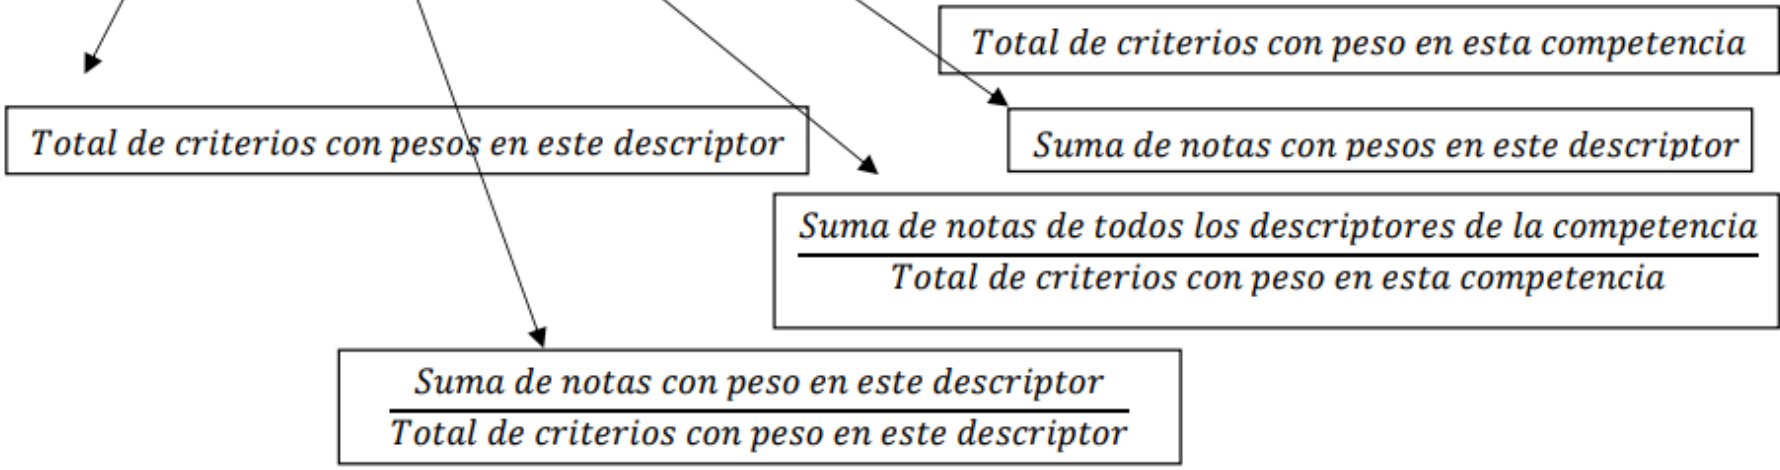 Total de criterios con peso en esta competencia
Total de criterios con pesos en este descriptor
Suma de notas con pesos en este descriptor
Suma de notas de todos los descriptores de la competencia
Total de criterios con peso en esta competencia
Suma de notas con peso en este descriptor
Total de criterios con peso en este descriptor